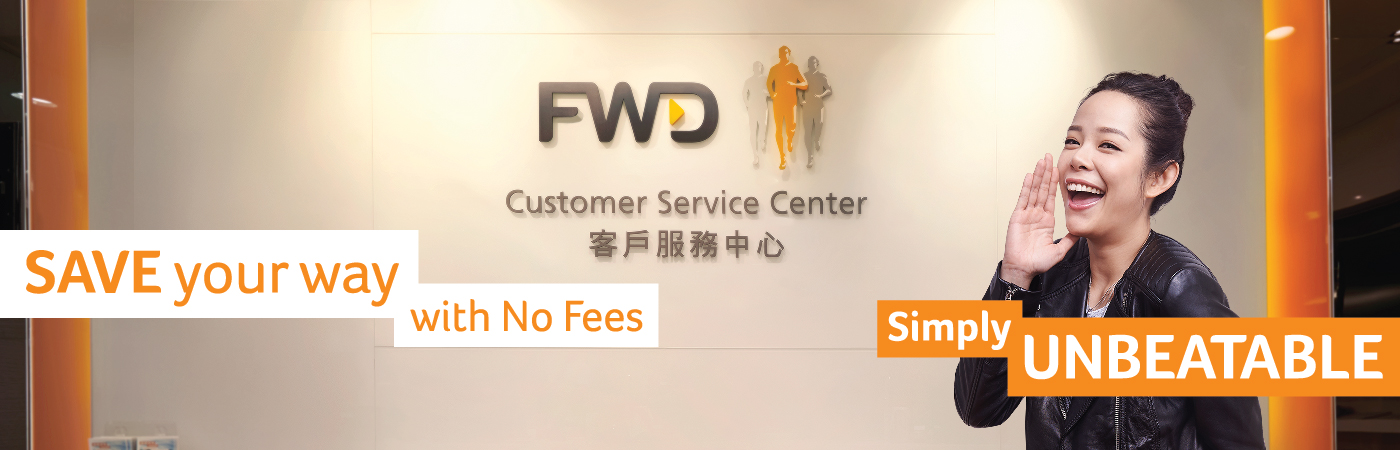 FWD
Customer Service Center
客戶服務中心
SAVE your way
with No Fees
Simply
UNBEATABLE